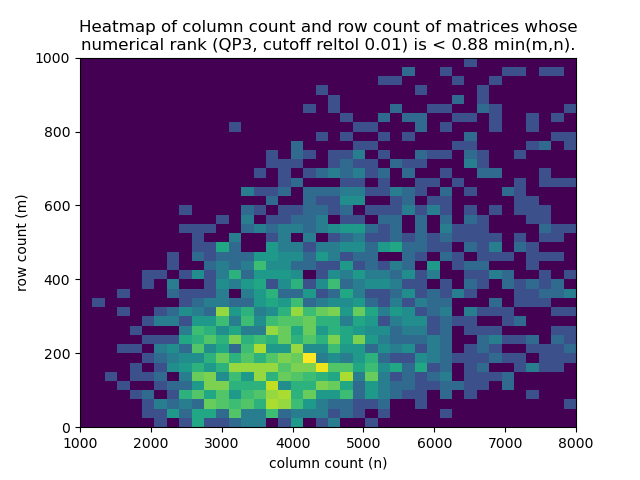 Heatmap of column count and row count of matrices whose
numerical rank (QP3, cutoff reltol 0.01) is < 0.88 min(m,n).
1000
800
600
400
200
0
row count (m)
1000 2000 3000 4000 5000 6000 7000 8000
column count (n)